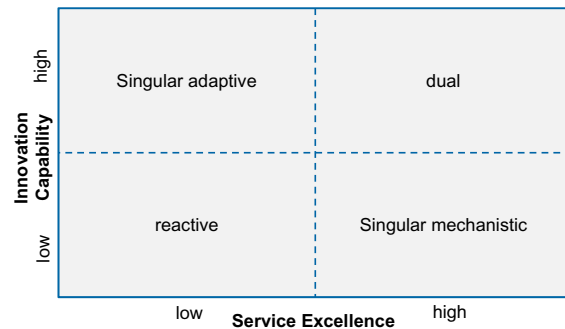 high
Singular adaptive
dual
Innovation
Capability
low
reactive
Singular mechanistic
low
high
Service Excellence